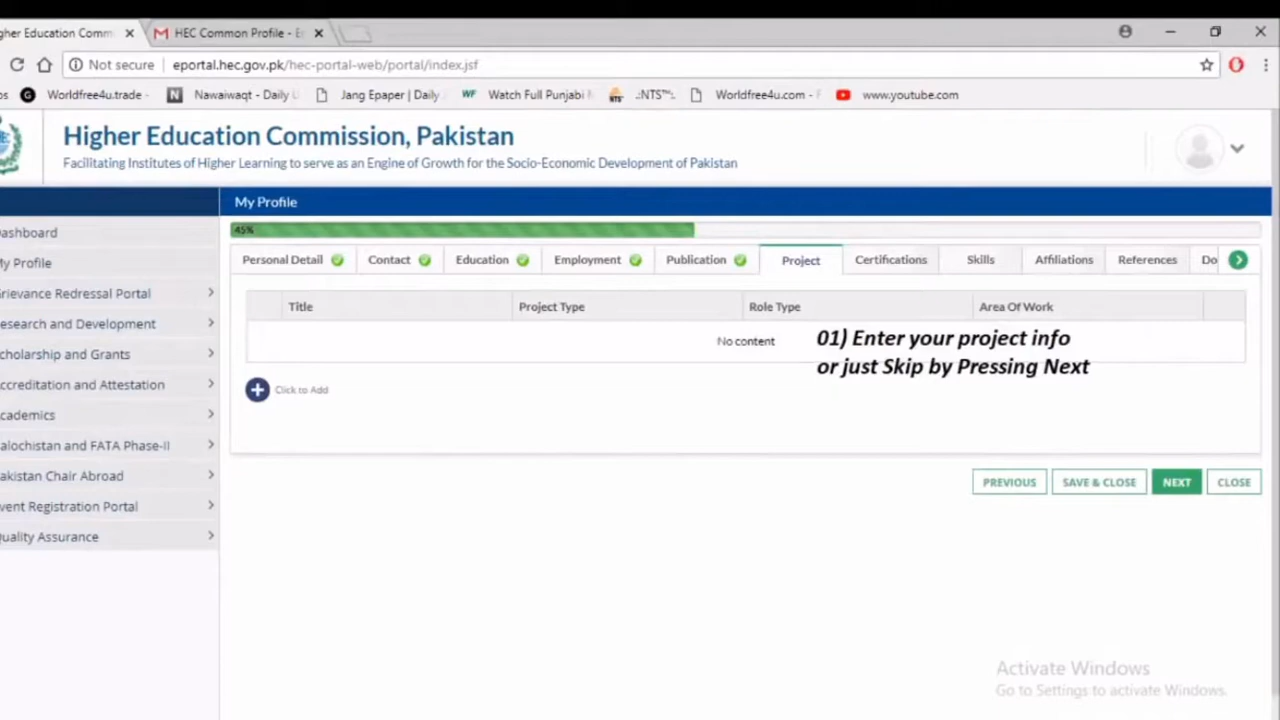 gher Education Comm
HEC Common Profile - E
Not secure eportal.hec.gov.pk/hec-portal-web/portal/index.jsf
ps
G
Worldfree4u.trade -
N
Nawaiwaqt - Daily U
Jang Epaper | Daily J
WF
Watch Full Punjabi M
NTS
.:NTS™:.
Worldfree4u.com - F
www.youtube.com
Higher Education Commission, Pakistan
Facilitating Institutes of Higher Learning to serve as an Engine of Growth for the Socio-Economic Development of Pakistan
My Profile
45%
Personal Detail
Contact
Education
Employment
Publication
Project
Certifications
Skills
Affiliations
References
Do
Title
Project Type
Role Type
Area Of Work
No content
01) Enter your project info
or just Skip by Pressing Next
Click to Add
PREVIOUS
SAVE & CLOSE
NEXT
CLOSE
ashboard
y Profile
rievance Redressal Portal
esearch and Development
cholarship and Grants
ccreditation and Attestation
cademics
alochistan and FATA Phase-II
akistan Chair Abroad
vent Registration Portal
uality Assurance
Activate Windows
Go to Settings to activate Windows.